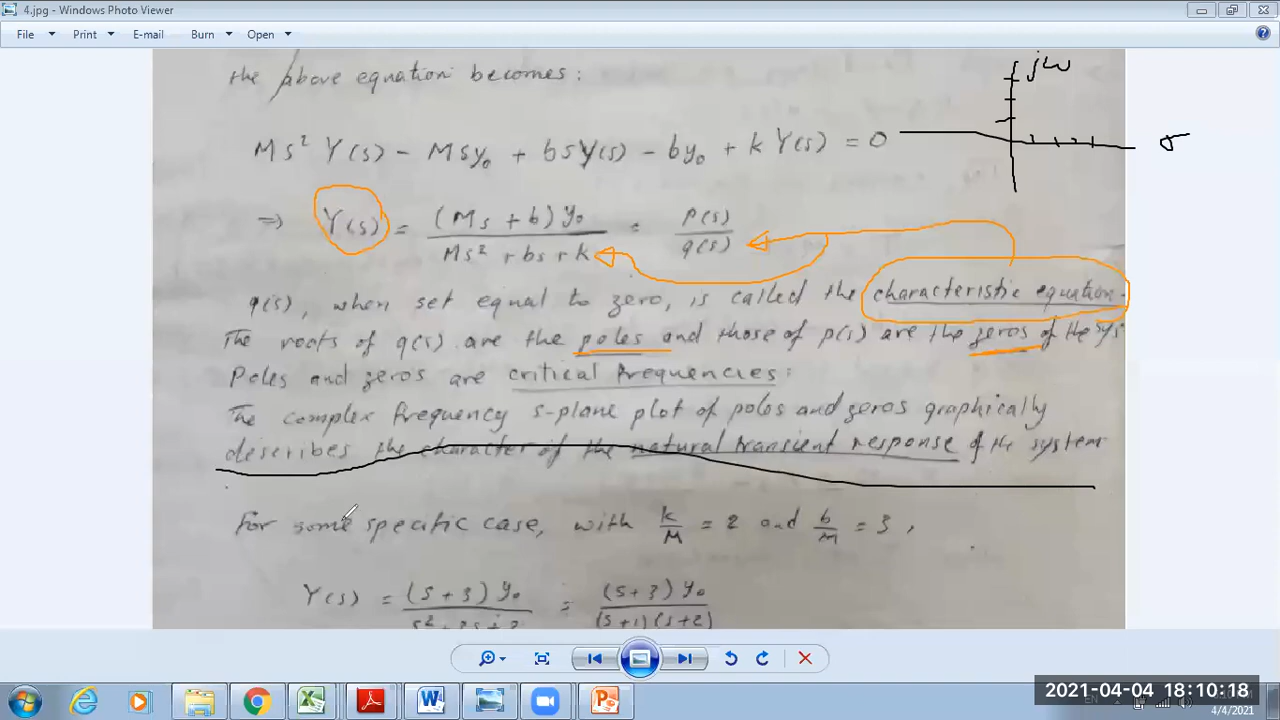 4.jpg - Windows Photo Viewer
File Print E-mail Burn Open
the above equation becomes:
jω
σ
Ms² Y(s) - Msy₀ + bsY(s) - by₀ + kY(s) = 0
⇒ Y(s) = (Ms + b) y₀ / Ms² + bs + k = p(s) / q(s)
q(s), when set equal to zero, is called the characteristic equation.
The roots of q(s) are the poles and those of p(s) are the zeros of the sys
Poles and zeros are critical frequencies.
The complex frequency s-plane plot of poles and zeros graphically
describes the character of the natural transient response of the system
For some specific case, with k/M = 2 and b/M = 3,
Y(s) = (s + 3) y₀ / s² + 3s + 2 = (s+3) y₀ / (s+1)(s+2)
2021-04-04 18:10:18
4/4/2021